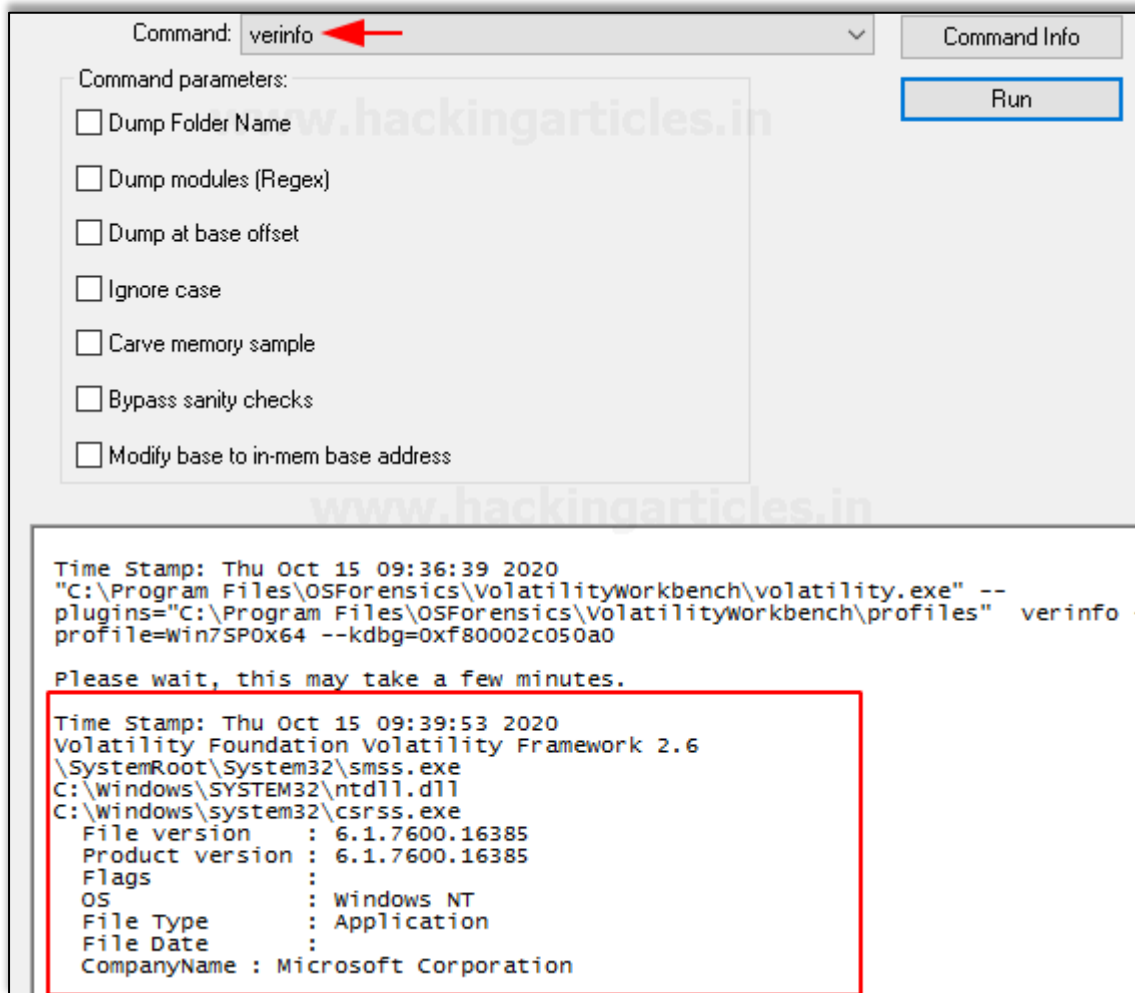 Command: verinfo
Command Info
Command parameters:
Run
www.hackingarticles.in
Dump Folder Name
Dump modules (Regex)
Dump at base offset
Ignore case
Carve memory sample
Bypass sanity checks
Modify base to in-mem base address
www.hackingarticles.in
Time Stamp: Thu Oct 15 09:36:39 2020
"C:\Program Files\OSForensics\VolatilityWorkbench\volatility.exe" --
plugins="C:\Program Files\OSForensics\VolatilityWorkbench\profiles"  verinfo
profile=Win7SP0x64 --kdbg=0xf80002c050a0
Please wait, this may take a few minutes.
Time Stamp: Thu Oct 15 09:39:53 2020
Volatility Foundation Volatility Framework 2.6
\SystemRoot\System32\smss.exe
C:\Windows\SYSTEM32\ntdll.dll
C:\Windows\system32\csrss.exe
File version    : 6.1.7600.16385
Product version : 6.1.7600.16385
Flags           :
OS              : Windows NT
File Type       : Application
File Date       :
CompanyName : Microsoft Corporation